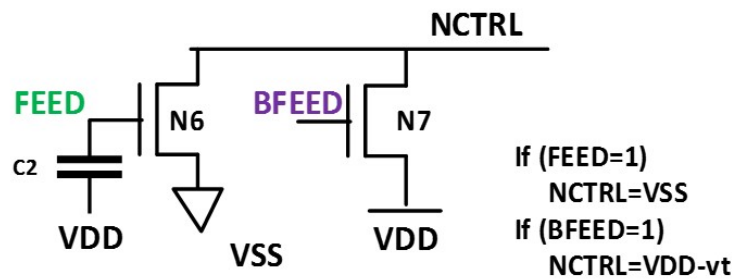 NCTRL
FEED
N6
BFEED
N7
C2
VDD
VSS
VDD
If (FEED=1)
NCTRL=VSS
If (BFEED=1)
NCTRL=VDD-vt